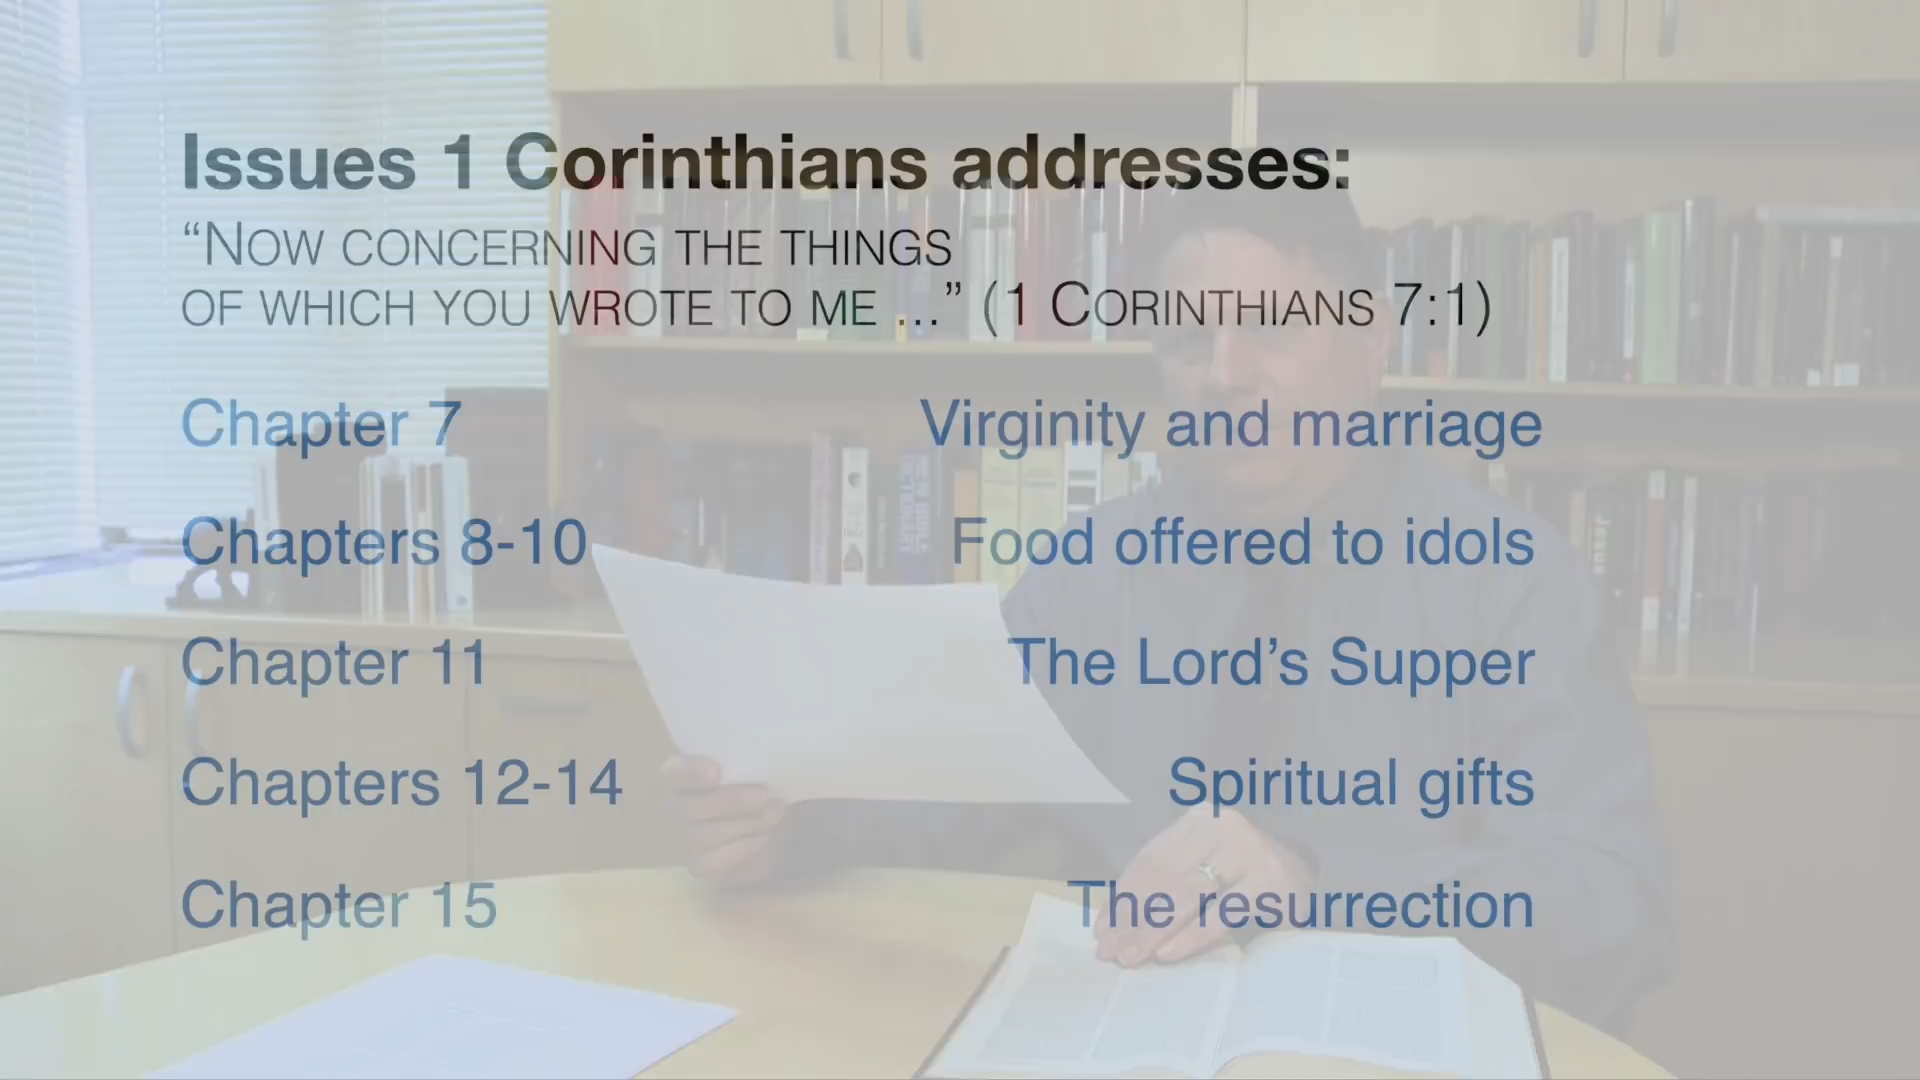 Issues 1 Corinthians addresses:
“NOW CONCERNING THE THINGS
OF WHICH YOU WROTE TO ME ...” (1 CORINTHIANS 7:1)
Chapter 7 Virginity and marriage
Chapters 8-10 Food offered to idols
Chapter 11 The Lord’s Supper
Chapters 12-14 Spiritual gifts
Chapter 15 The resurrection